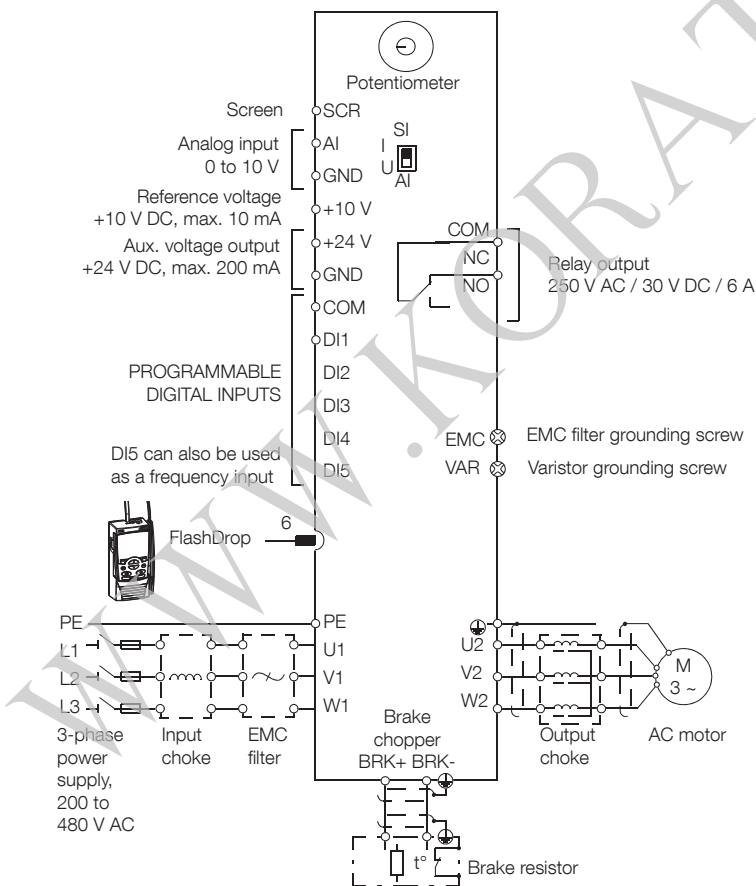 Potentiometer
Screen
SCR
Analog input
0 to 10 V
AI
GND
SI
I
U
AI
Reference voltage
+10 V DC, max. 10 mA
+10 V
Aux. voltage output
+24 V DC, max. 200 mA
+24 V
GND
COM
NC
NO
Relay output
250 V AC / 30 V DC / 6 A
COM
DI1
PROGRAMMABLE
DIGITAL INPUTS
DI2
DI3
DI4
DI5
DI5 can also be used
as a frequency input
EMC
EMC filter grounding screw
VAR
Varistor grounding screw
FlashDrop
6
PE
PE
L1
U1
L2
V1
L3
W1
3-phase
power
supply,
200 to
480 V AC
Input
choke
EMC
filter
U2
V2
W2
M
3 ~
Output
choke
AC motor
Brake
chopper
BRK+ BRK-
t°
Brake resistor
WWW.KORAT